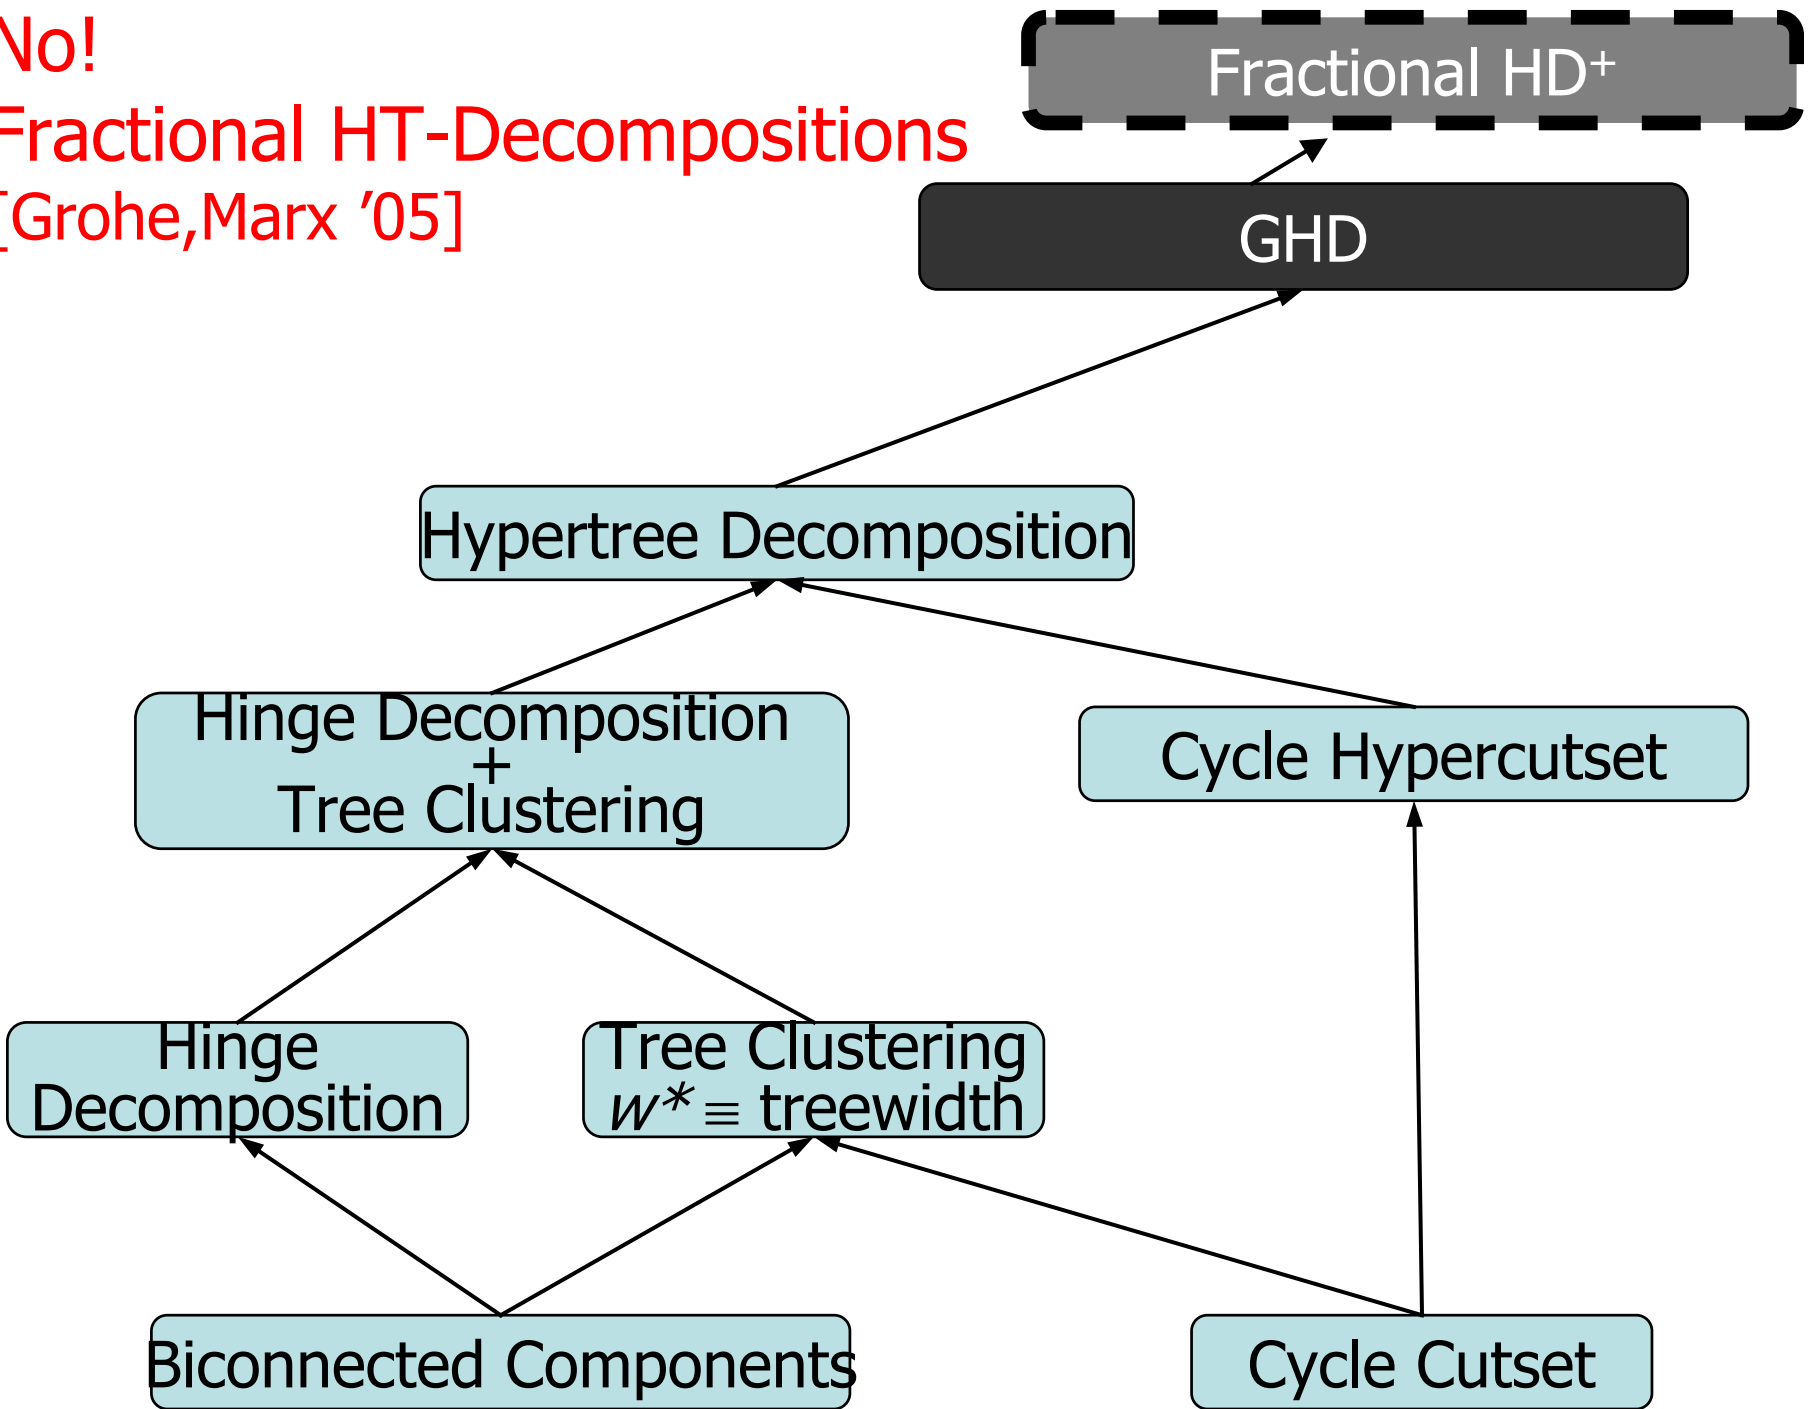 No!
Fractional HT-Decompositions
[Grohe,Marx ’05]
Fractional HD⁺
GHD
Hypertree Decomposition
Hinge Decomposition
+
Tree Clustering
Cycle Hypercutset
Hinge
Decomposition
Tree Clustering
w* ≡ treewidth
Biconnected Components
Cycle Cutset